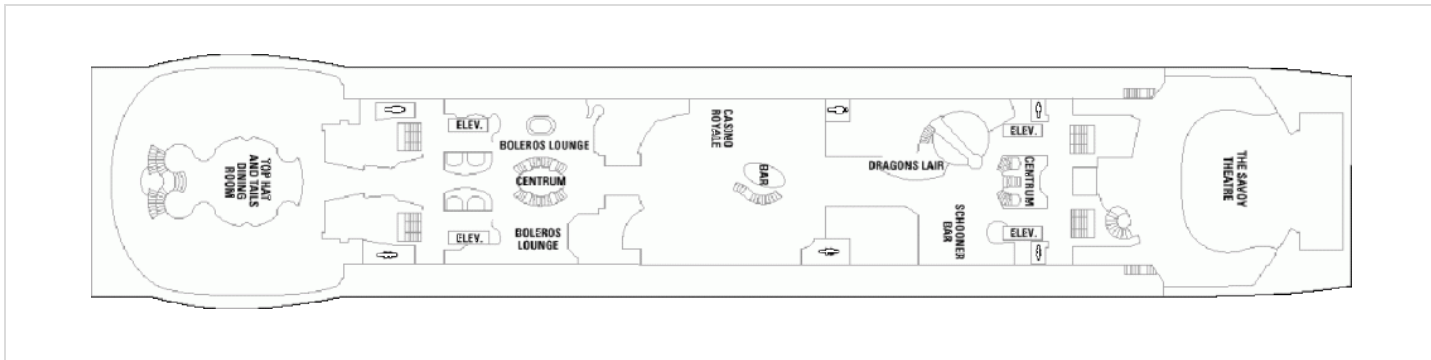 TOP HAT
AND TAILS
DINING
ROOM
ELEV.
BOLEROS LOUNGE
CENTRUM
BOLEROS
LOUNGE
ELEV.
CASINO
ROYALE
BAR
DRAGONS LAIR
SCHOONER
BAR
ELEV.
CEMTRUM
ELEV.
THE SAVOY
THEATRE